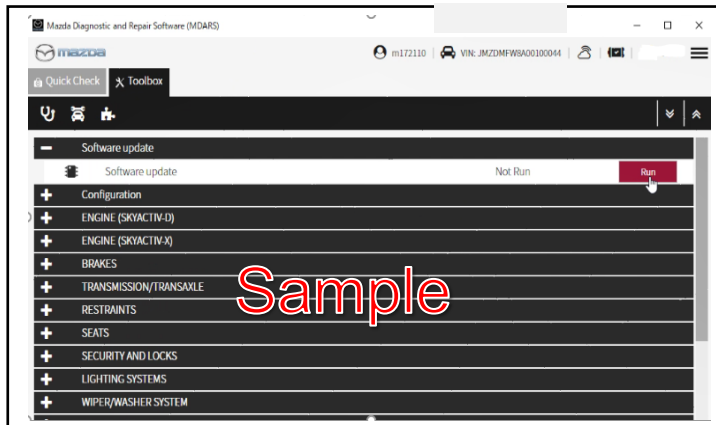 Mazda Diagnostic and Repair Software (MDARS)
mazda m172110 VIN: JMZDMFW8A00100044
Quick Check Toolbox
Software update
Software update Not Run Run
Configuration
ENGINE (SKYACTIV-D)
ENGINE (SKYACTIV-X)
BRAKES
TRANSMISSION/TRANSAXLE
Sample
RESTRAINTS
SEATS
SECURITY AND LOCKS
LIGHTING SYSTEMS
WIPER/WASHER SYSTEM